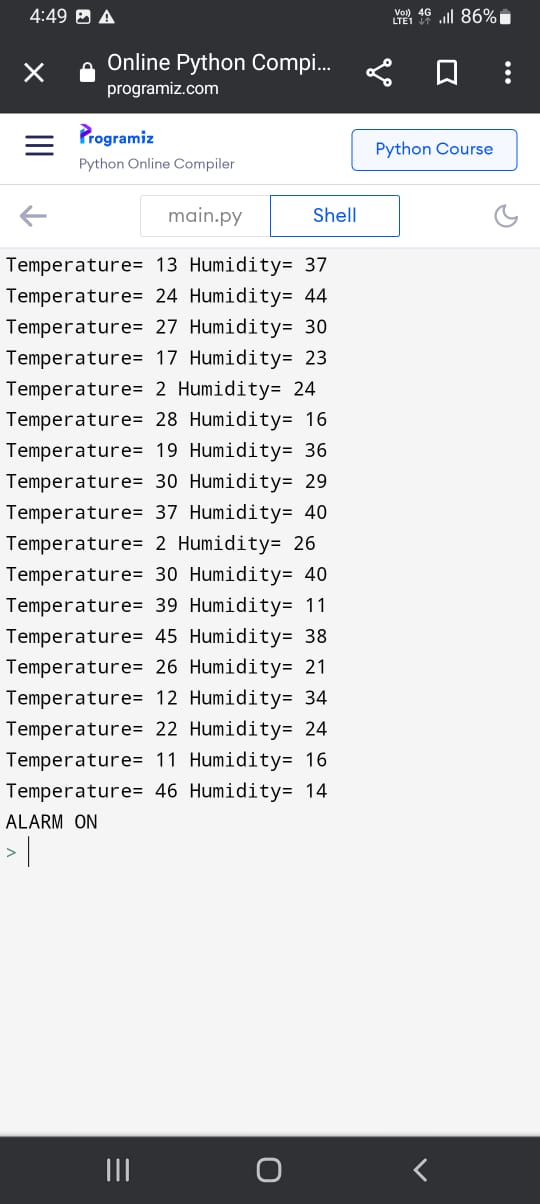 4:49 Vo)) LTE1 4G 86%
Online Python Compi...
programiz.com
Programiz
Python Online Compiler
Python Course
main.py Shell
Temperature= 13 Humidity= 37
Temperature= 24 Humidity= 44
Temperature= 27 Humidity= 30
Temperature= 17 Humidity= 23
Temperature= 2 Humidity= 24
Temperature= 28 Humidity= 16
Temperature= 19 Humidity= 36
Temperature= 30 Humidity= 29
Temperature= 37 Humidity= 40
Temperature= 2 Humidity= 26
Temperature= 30 Humidity= 40
Temperature= 39 Humidity= 11
Temperature= 45 Humidity= 38
Temperature= 26 Humidity= 21
Temperature= 12 Humidity= 34
Temperature= 22 Humidity= 24
Temperature= 11 Humidity= 16
Temperature= 46 Humidity= 14
ALARM ON
>